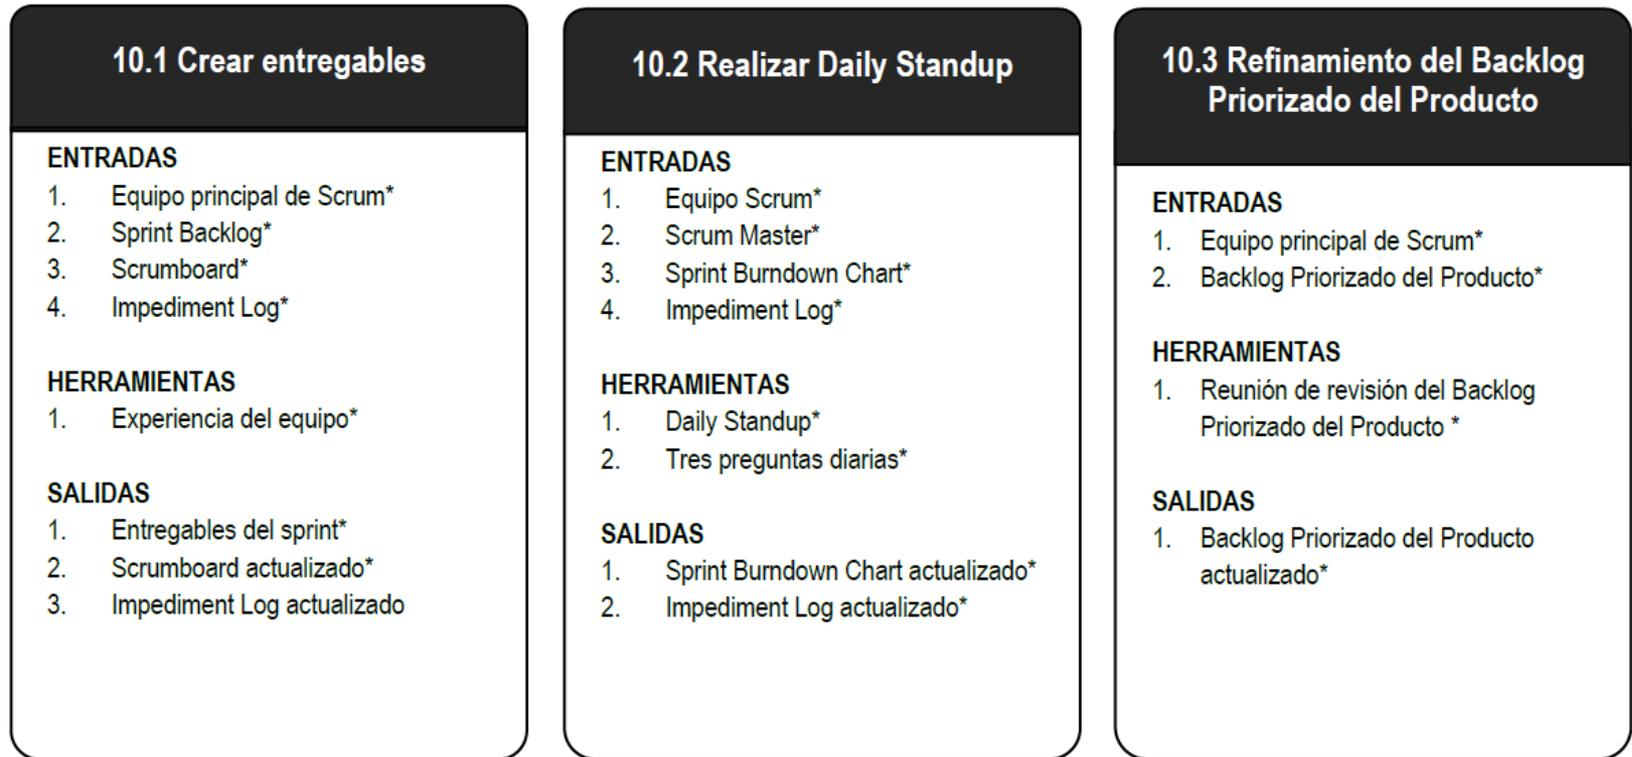 10.1 Crear entregables
ENTRADAS
1. Equipo principal de Scrum*
2. Sprint Backlog*
3. Scrumboard*
4. Impediment Log*
HERRAMIENTAS
1. Experiencia del equipo*
SALIDAS
1. Entregables del sprint*
2. Scrumboard actualizado*
3. Impediment Log actualizado
10.2 Realizar Daily Standup
ENTRADAS
1. Equipo Scrum*
2. Scrum Master*
3. Sprint Burndown Chart*
4. Impediment Log*
HERRAMIENTAS
1. Daily Standup*
2. Tres preguntas diarias*
SALIDAS
1. Sprint Burndown Chart actualizado*
2. Impediment Log actualizado*
10.3 Refinamiento del Backlog
Priorizado del Producto
ENTRADAS
1. Equipo principal de Scrum*
2. Backlog Priorizado del Producto*
HERRAMIENTAS
1. Reunión de revisión del Backlog
Priorizado del Producto *
SALIDAS
1. Backlog Priorizado del Producto
actualizado*